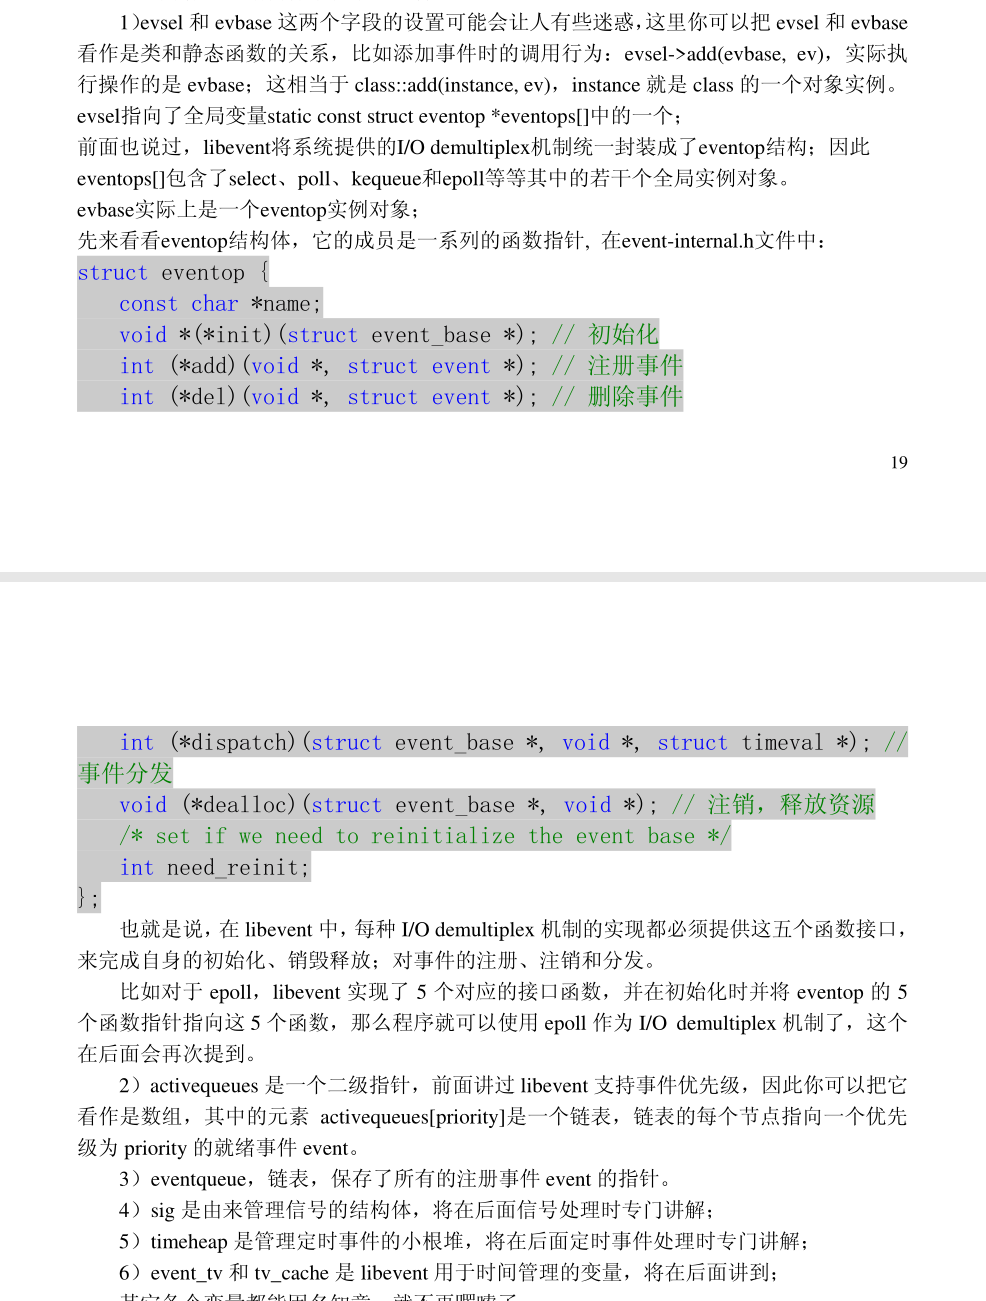 1)evsel 和 evbase 这两个字段的设置可能会让人有些迷惑，这里你可以把 evsel 和 evbase
看作是类和静态函数的关系，比如添加事件时的调用行为：evsel->add(evbase, ev)，实际执
行操作的是 evbase；这相当于 class::add(instance, ev)，instance 就是 class 的一个对象实例。
evsel指向了全局变量static const struct eventop *eventops[]中的一个；
前面也说过，libevent将系统提供的I/O demultiplex机制统一封装成了eventop结构；因此
eventops[]包含了select、poll、kequeue和epoll等等其中的若干个全局实例对象。
evbase实际上是一个eventop实例对象；
先来看看eventop结构体，它的成员是一系列的函数指针, 在event-internal.h文件中：
struct eventop {
const char *name;
void *(*init)(struct event_base *); // 初始化
int (*add)(void *, struct event *); // 注册事件
int (*del)(void *, struct event *); // 删除事件
19
int (*dispatch)(struct event_base *, void *, struct timeval *); //
事件分发
void (*dealloc)(struct event_base *, void *); // 注销，释放资源
/* set if we need to reinitialize the event base */
int need_reinit;
};
也就是说，在 libevent 中，每种 I/O demultiplex 机制的实现都必须提供这五个函数接口，
来完成自身的初始化、销毁释放；对事件的注册、注销和分发。
比如对于 epoll，libevent 实现了 5 个对应的接口函数，并在初始化时并将 eventop 的 5
个函数指针指向这 5 个函数，那么程序就可以使用 epoll 作为 I/O demultiplex 机制了，这个
在后面会再次提到。
2）activequeues 是一个二级指针，前面讲过 libevent 支持事件优先级，因此你可以把它
看作是数组，其中的元素 activequeues[priority]是一个链表，链表的每个节点指向一个优先
级为 priority 的就绪事件 event。
3）eventqueue，链表，保存了所有的注册事件 event 的指针。
4）sig 是由来管理信号的结构体，将在后面信号处理时专门讲解；
5）timeheap 是管理定时事件的小根堆，将在后面定时事件处理时专门讲解；
6）event_tv 和 tv_cache 是 libevent 用于时间管理的变量，将在后面讲到；